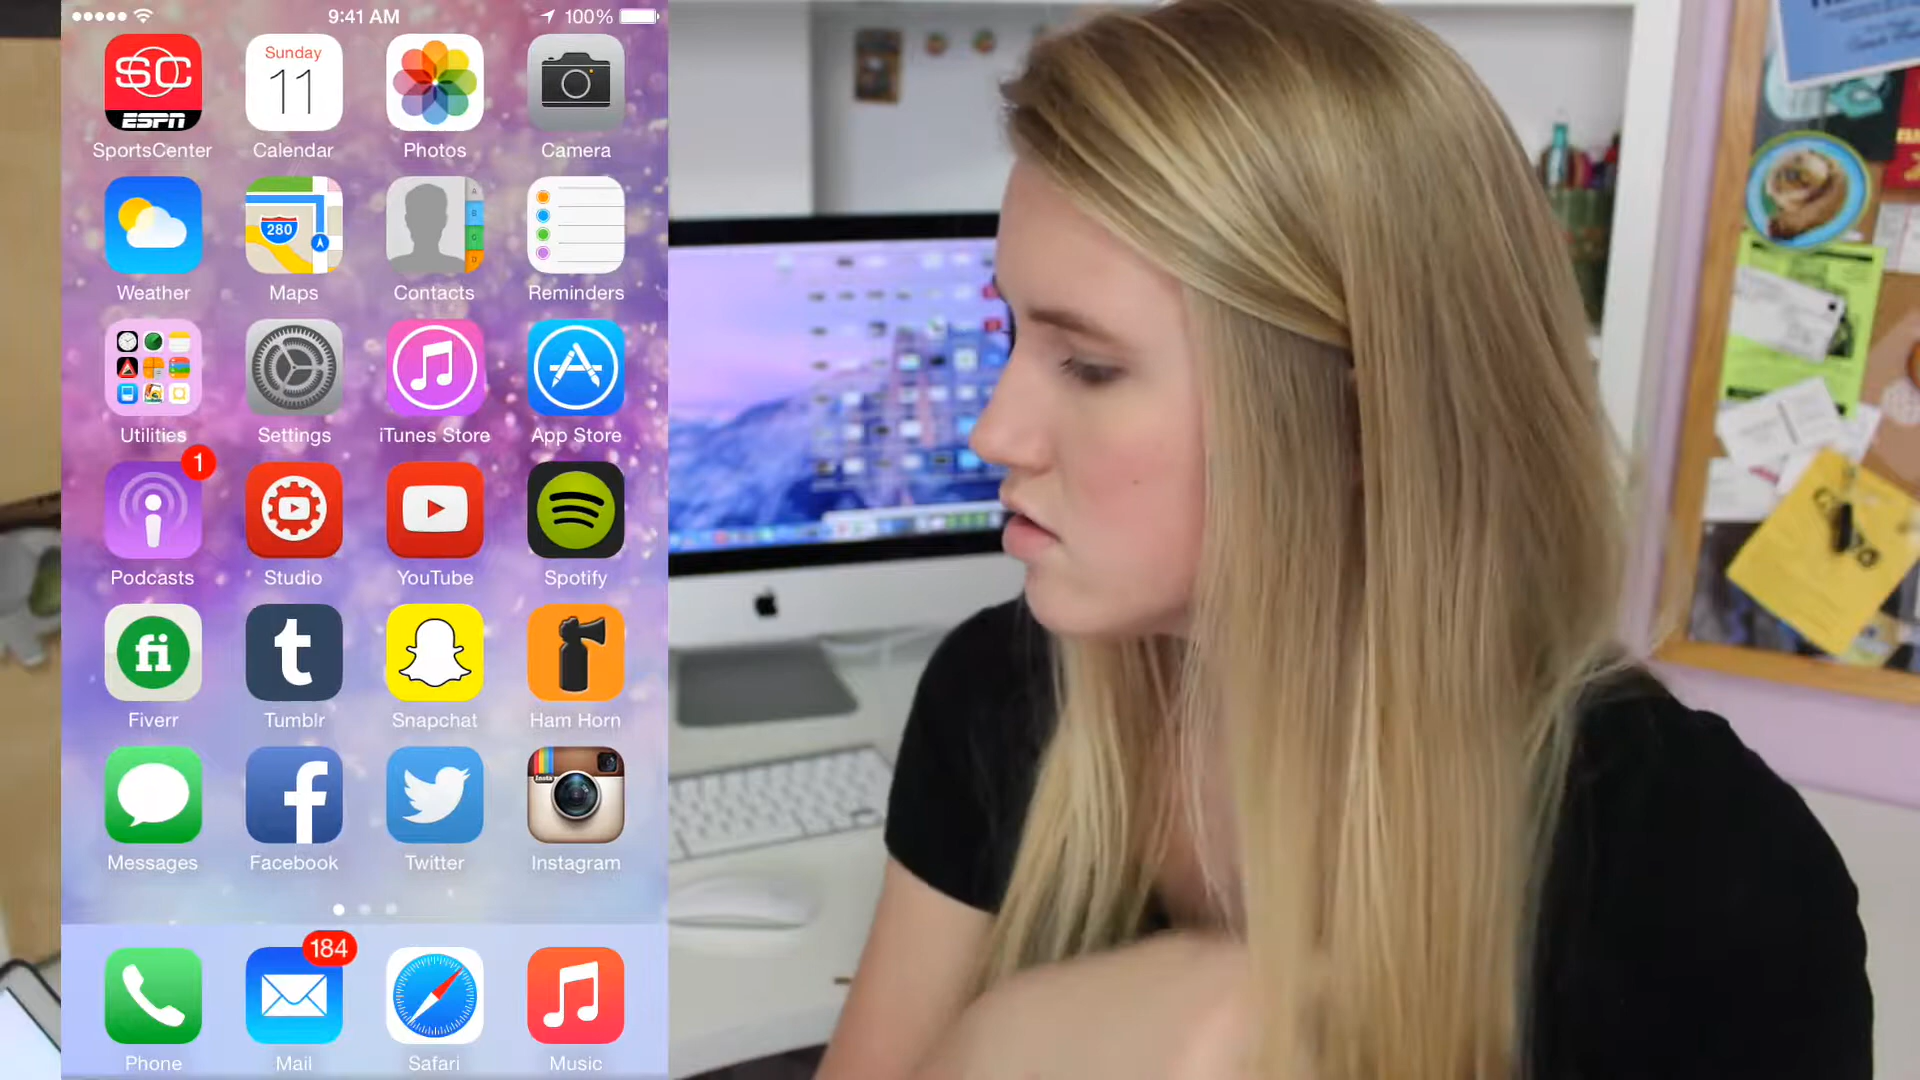 9:41 AM 100%
SC
ESPN
Sunday
11
280
SportsCenter Calendar Photos Camera
Weather Maps Contacts Reminders
Utilities Settings iTunes Store App Store
1
Podcasts Studio YouTube Spotify
fi t
Fiverr Tumblr Snapchat Ham Horn
Insta
f
Messages Facebook Twitter Instagram
184
Phone Mail Safari Music